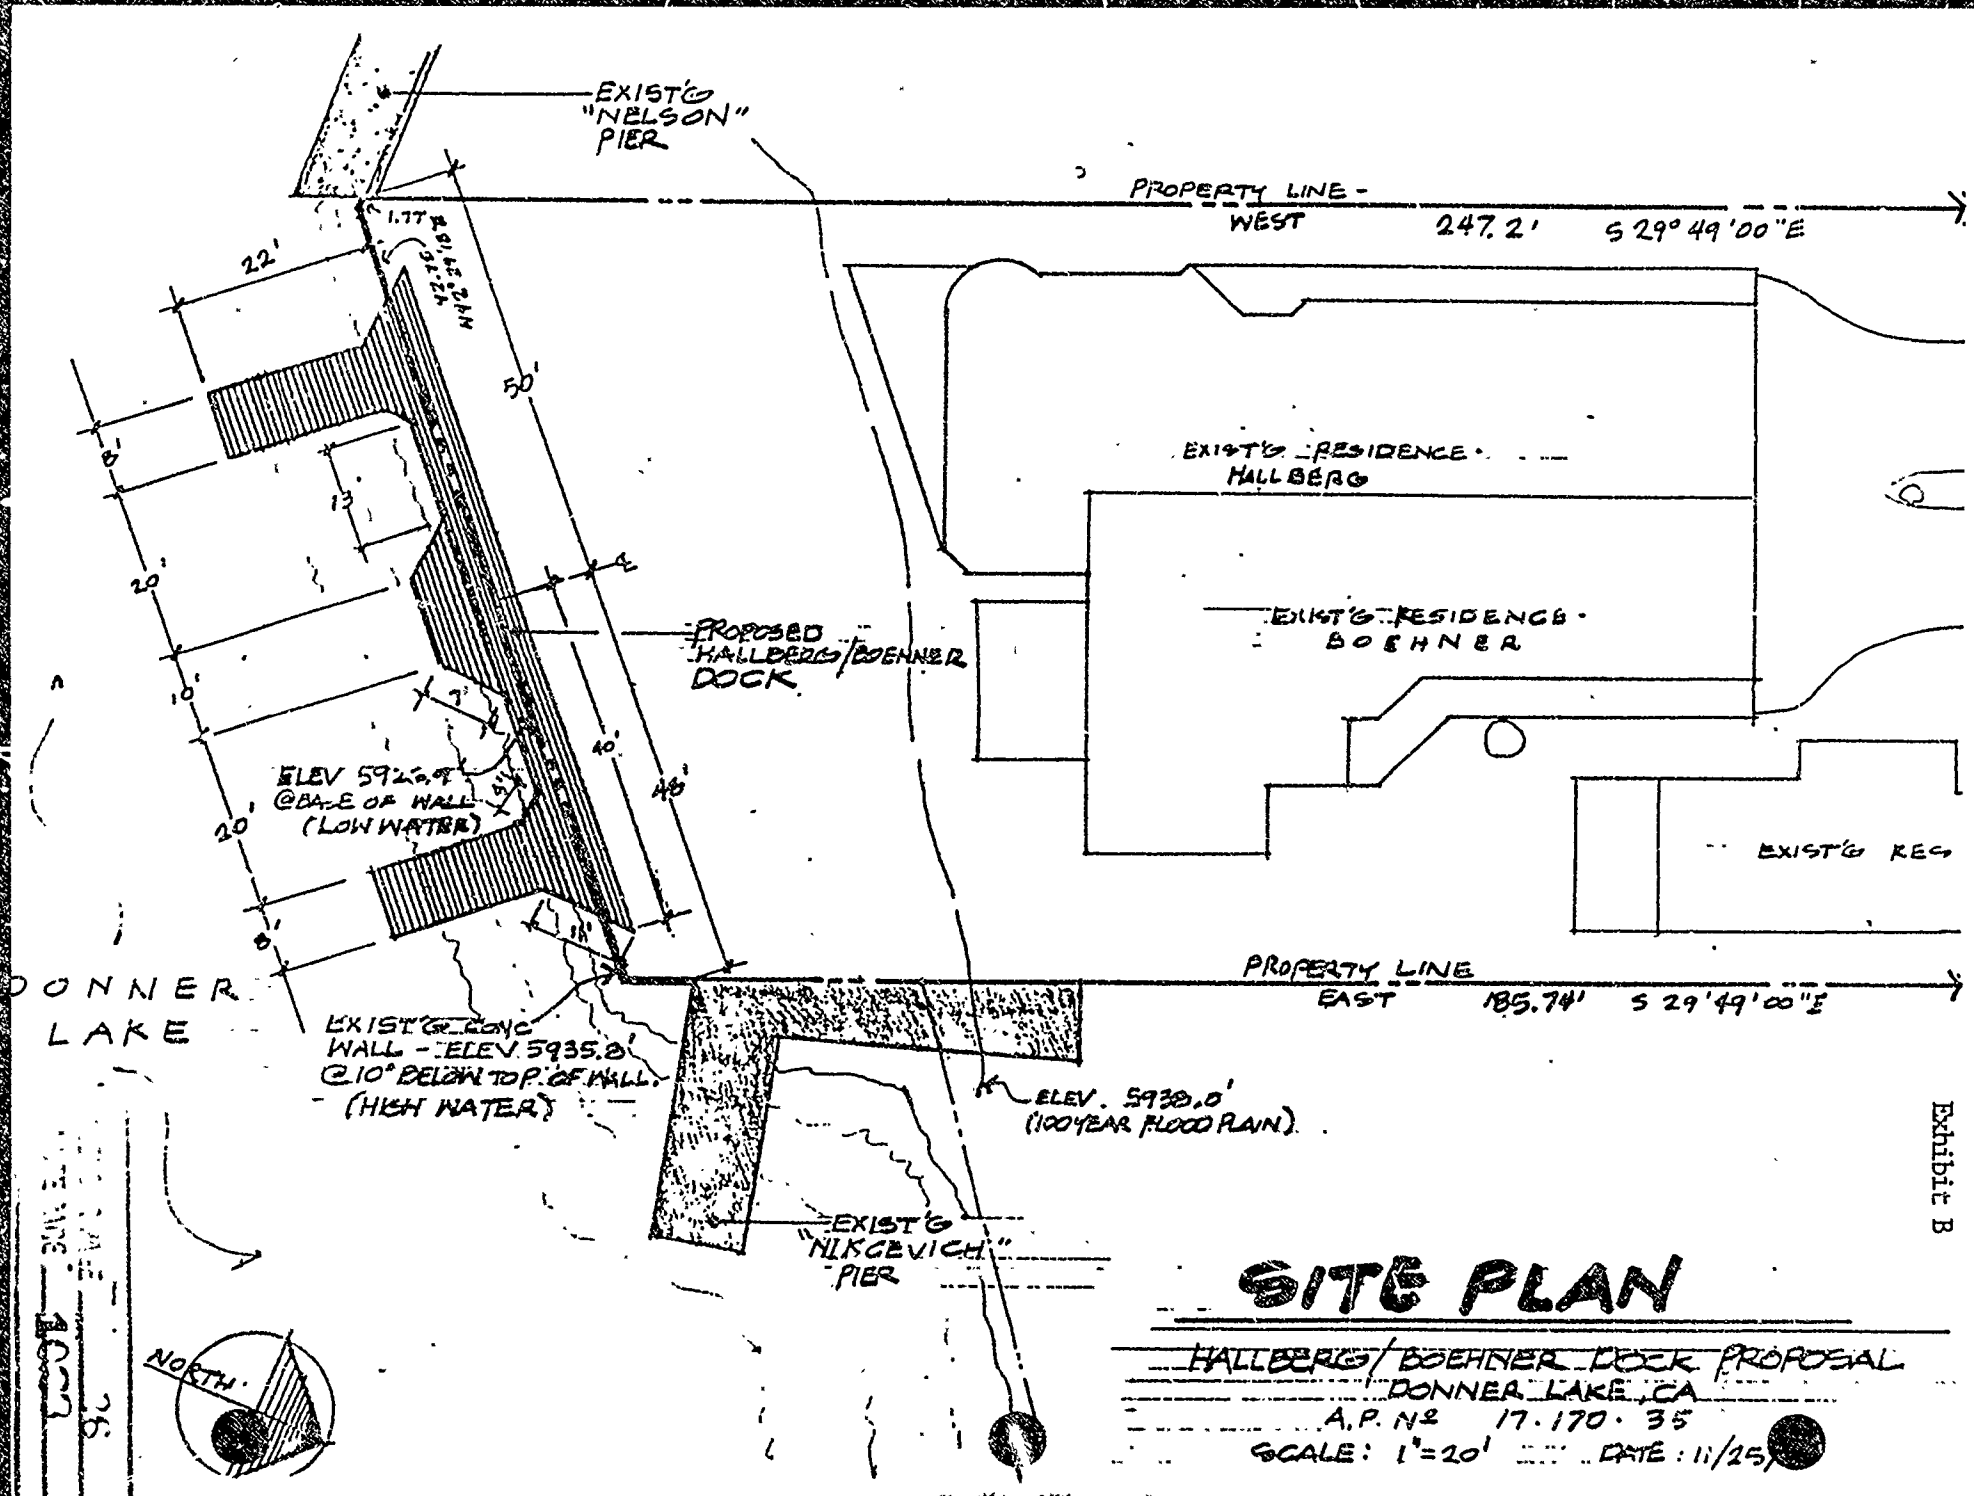 EXIST'G
"NELSON"
PIER
PROPERTY LINE -
WEST 247.2' S 29° 49' 00" E
1.77'
22'
50'
8'
13'
20'
10'
7'
40'
48'
20'
8'
EXIST'G RESIDENCE
HALLBERG
EXIST'G RESIDENCE
BOEHNER
PROPOSED
HALLBERG/BOEHNER
DOCK
@ BASE OF WALL
(LOW WATER)
EXIST'G RES
PROPERTY LINE
EAST 185.74' S 29° 49' 00" E
DONNER
LAKE
EXIST'G CONC
WALL - ELEV. 5935.8'
@ 10" BELOW TOP OF WALL.
(HIGH WATER)
ELEV. 5938.0'
(100 YEAR FLOOD PLAIN)
EXIST'G
"NIKCEVICH"
PIER
Exhibit B
NORTH
SITE PLAN
HALLBERG/BOEHNER DOCK PROPOSAL
DONNER LAKE, CA
A.P. Nº 17.170.35
SCALE: 1"=20' DATE: 11/25/